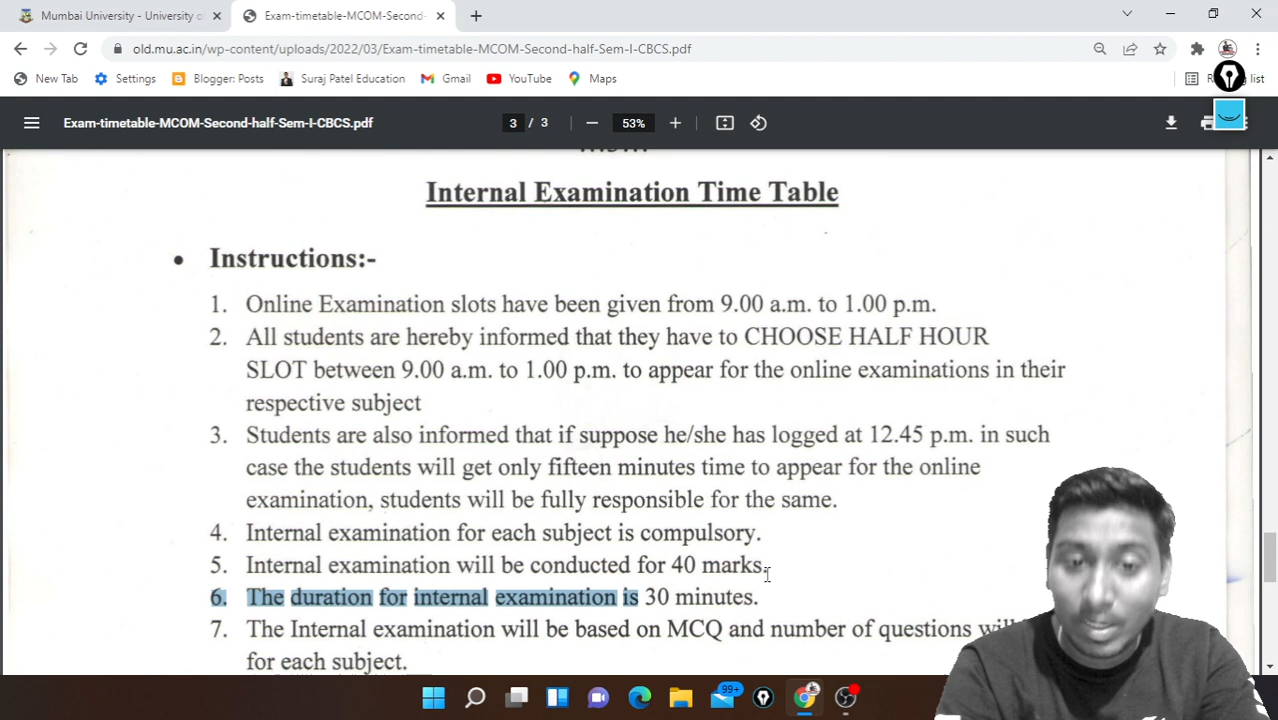 Mumbai University - University of
Exam-timetable-MCOM-Second-
old.mu.ac.in/wp-content/uploads/2022/03/Exam-timetable-MCOM-Second-half-Sem-I-CBCS.pdf
New Tab
Settings
Blogger: Posts
Suraj Patel Education
Gmail
YouTube
Maps
list
Exam-timetable-MCOM-Second-half-Sem-I-CBCS.pdf
3 / 3
53%
Internal Examination Time Table
• Instructions:-
1. Online Examination slots have been given from 9.00 a.m. to 1.00 p.m.
2. All students are hereby informed that they have to CHOOSE HALF HOUR
SLOT between 9.00 a.m. to 1.00 p.m. to appear for the online examinations in their
respective subject
3. Students are also informed that if suppose he/she has logged at 12.45 p.m. in such
case the students will get only fifteen minutes time to appear for the online
examination, students will be fully responsible for the same.
4. Internal examination for each subject is compulsory.
5. Internal examination will be conducted for 40 marks.
6. The duration for internal examination is 30 minutes.
7. The Internal examination will be based on MCQ and number of questions
for each subject.
99+